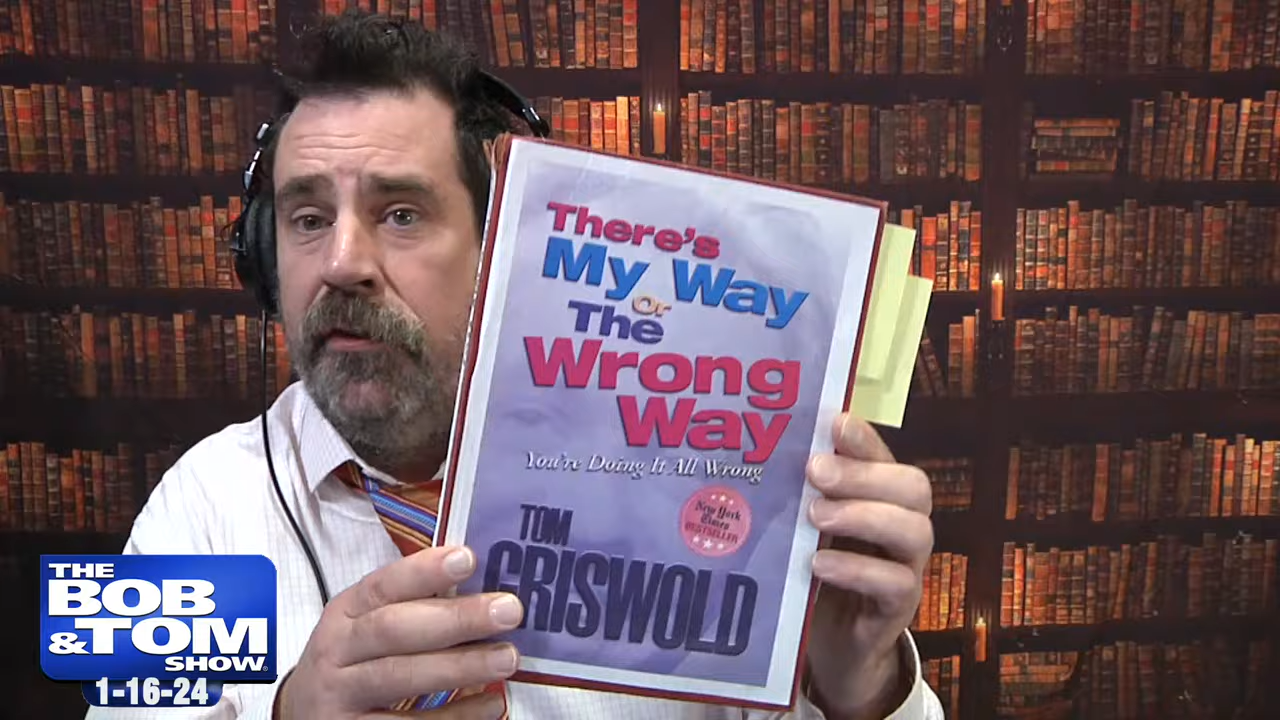 There's
My Way
Or
The
Wrong
Way
You're Doing It All Wrong
New York
Times
BESTSELLER
TOM
GRISWOLD
THE
BOB
&TOM
SHOW.
1-16-24